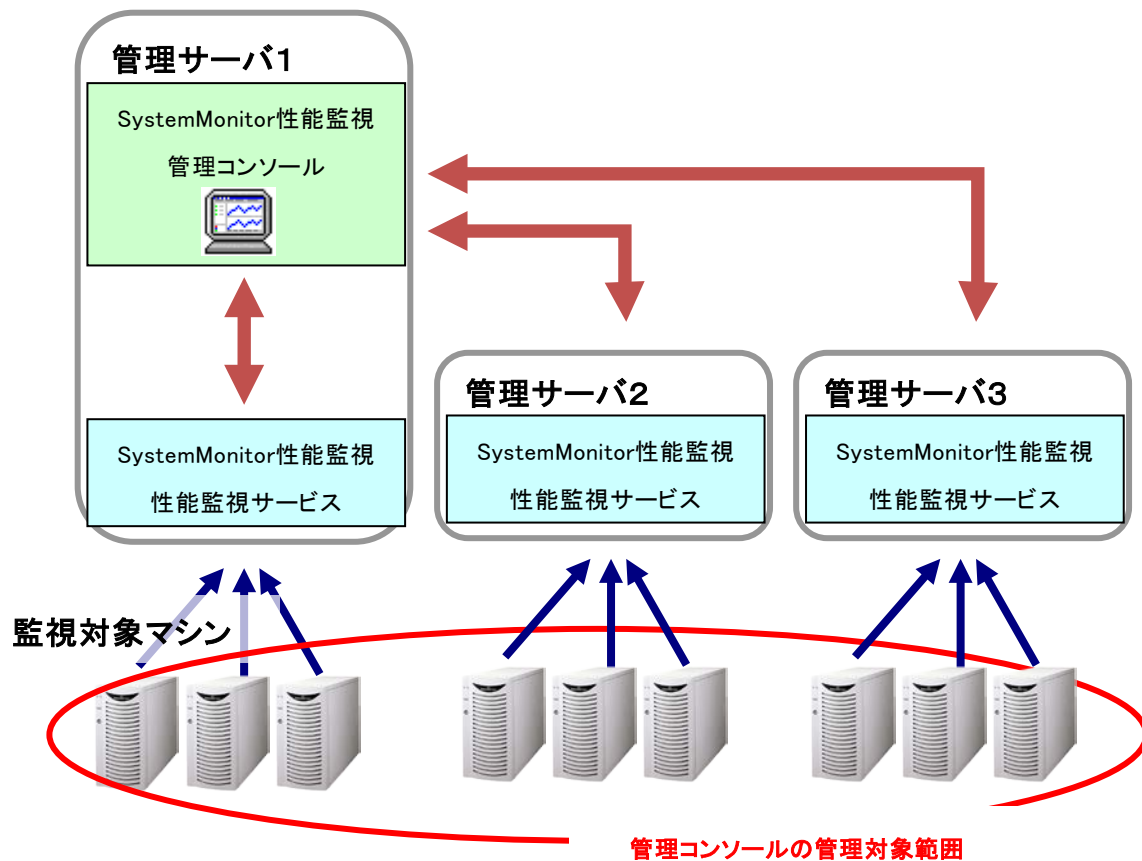 管理サーバ１
SystemMonitor性能監視
管理コンソール
SystemMonitor性能監視
性能監視サービス
管理サーバ２
SystemMonitor性能監視
性能監視サービス
管理サーバ３
SystemMonitor性能監視
性能監視サービス
監視対象マシン
管理コンソールの管理対象範囲